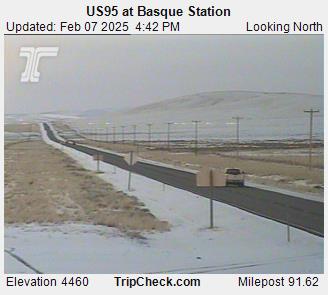 US95 at Basque Station
Updated: Feb 07 2025 4:42 PM Looking North
Elevation 4460 TripCheck.com Milepost 91.62